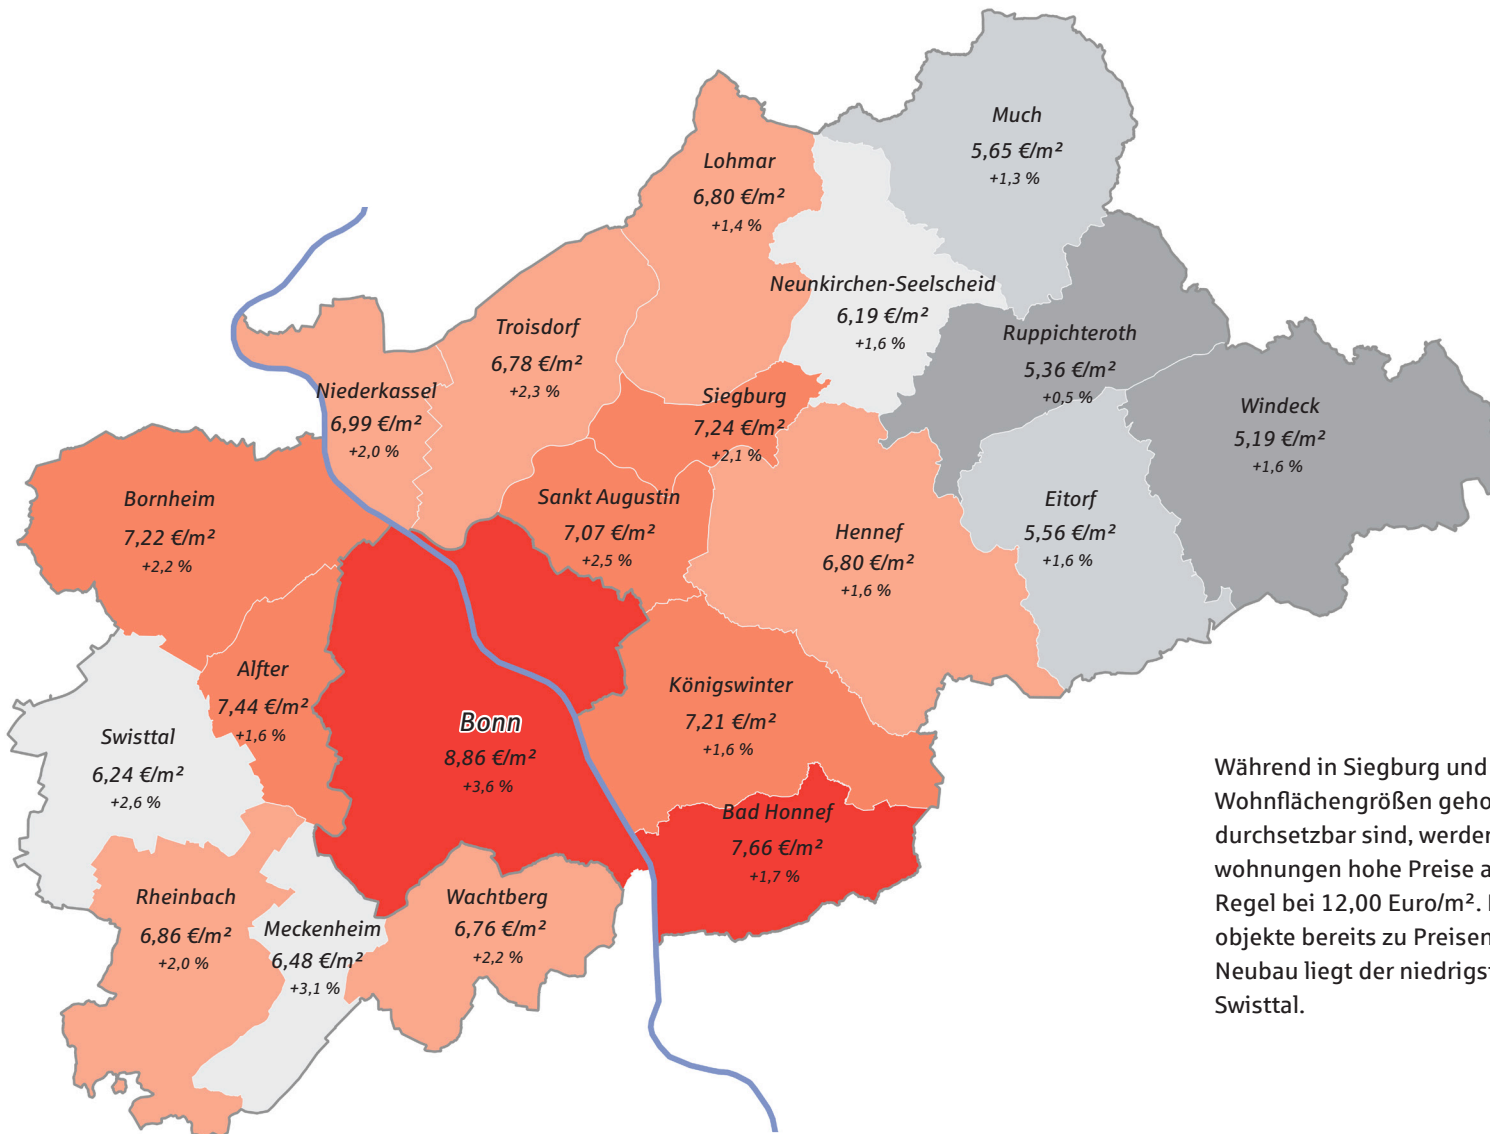 Much
5,65 €/m²
+1,3 %
Lohmar
6,80 €/m²
+1,4 %
Neunkirchen-Seelscheid
6,19 €/m²
+1,6 %
Troisdorf
6,78 €/m²
+2,3 %
Ruppichteroth
5,36 €/m²
+0,5 %
Niederkassel
6,99 €/m²
+2,0 %
Siegburg
7,24 €/m²
+2,1 %
Windeck
5,19 €/m²
+1,6 %
Bornheim
7,22 €/m²
+2,2 %
Sankt Augustin
7,07 €/m²
+2,5 %
Hennef
6,80 €/m²
+1,6 %
Eitorf
5,56 €/m²
+1,6 %
Alfter
7,44 €/m²
+1,6 %
Königswinter
7,21 €/m²
+1,6 %
Swisttal
6,24 €/m²
+2,6 %
Bonn
8,86 €/m²
+3,6 %
Bad Honnef
7,66 €/m²
+1,7 %
Rheinbach
6,86 €/m²
+2,0 %
Meckenheim
6,48 €/m²
+3,1 %
Wachtberg
6,76 €/m²
+2,2 %
Während in Siegburg und
Wohnflächengrößen geho
durchsetzbar sind, werden
wohnungen hohe Preise a
Regel bei 12,00 Euro/m².
objekte bereits zu Preisen
Neubau liegt der niedrigst
Swisttal.